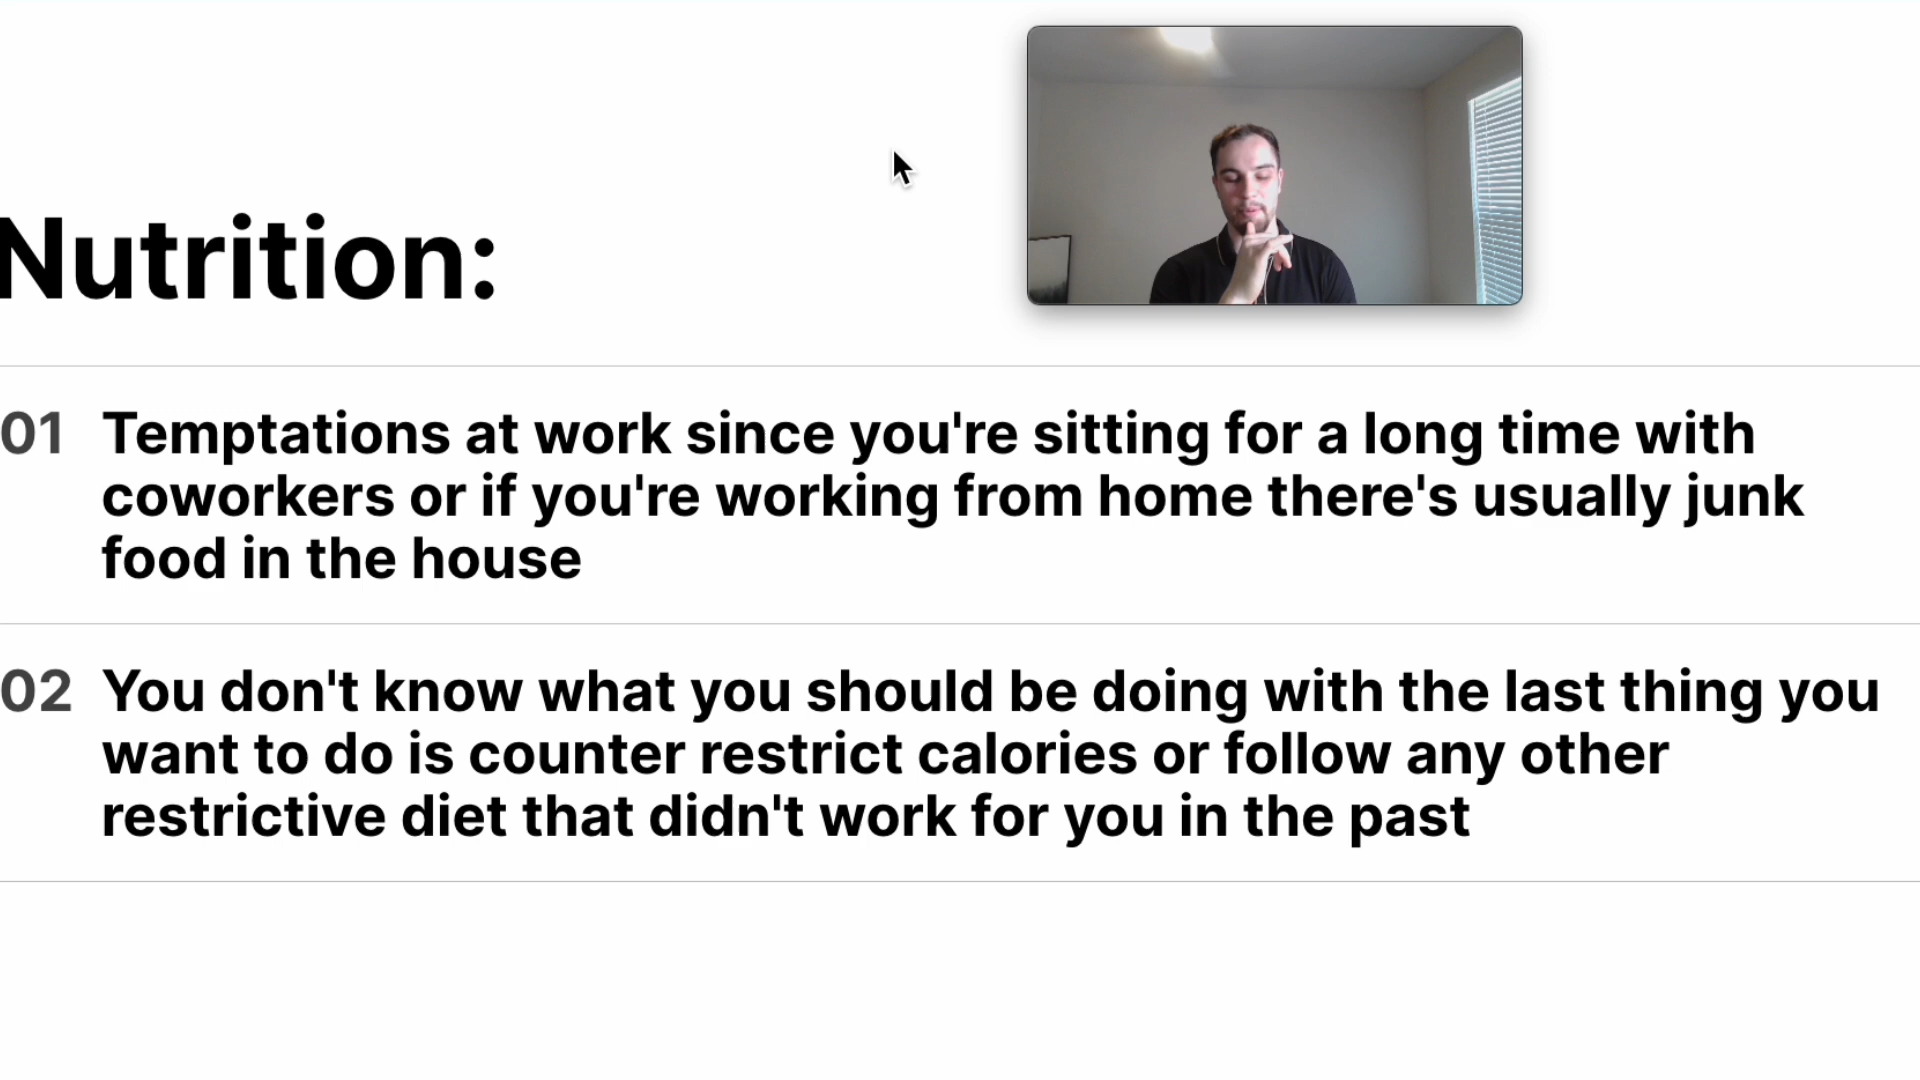 Nutrition:
01 Temptations at work since you're sitting for a long time with
coworkers or if you're working from home there's usually junk
food in the house
02 You don't know what you should be doing with the last thing you
want to do is counter restrict calories or follow any other
restrictive diet that didn't work for you in the past